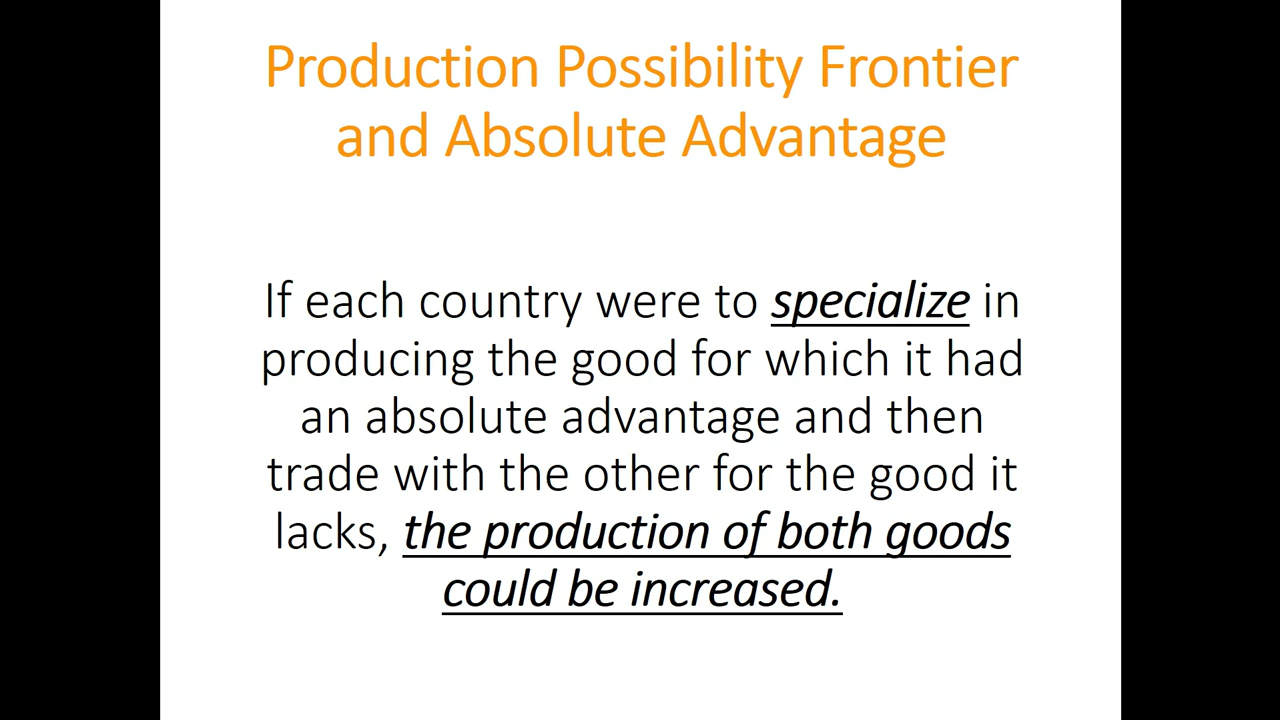 Production Possibility Frontier
and Absolute Advantage
If each country were to specialize in
producing the good for which it had
an absolute advantage and then
trade with the other for the good it
lacks, the production of both goods
could be increased.